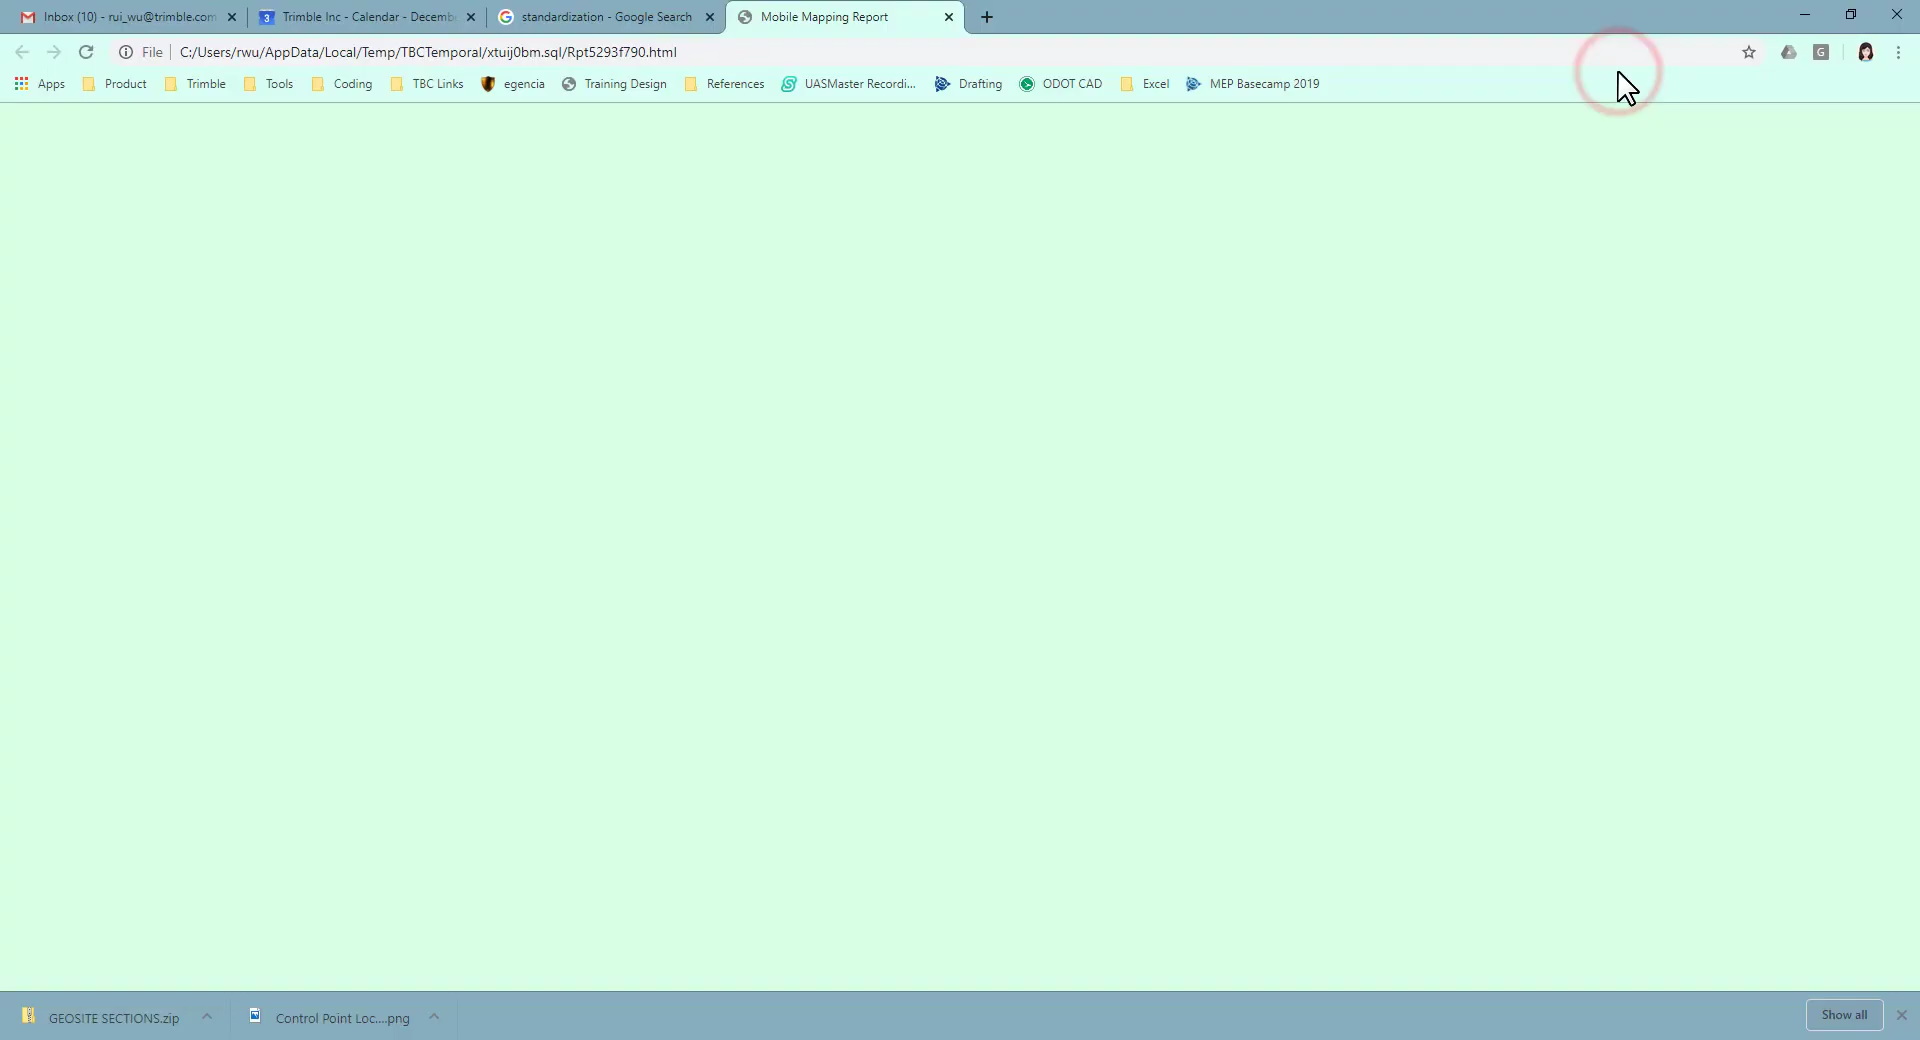 Inbox (10) - rui_wu@trimble.com
3 Trimble Inc - Calendar - Decembe
standardization - Google Search
Mobile Mapping Report
File C:/Users/rwu/AppData/Local/Temp/TBCTemporal/xtuij0bm.sql/Rpt5293f790.html
G
Apps Product Trimble Tools Coding TBC Links egencia Training Design References UASMaster Recordi... Drafting ODOT CAD Excel MEP Basecamp 2019
GEOSITE SECTIONS.zip Control Point Loc....png Show all